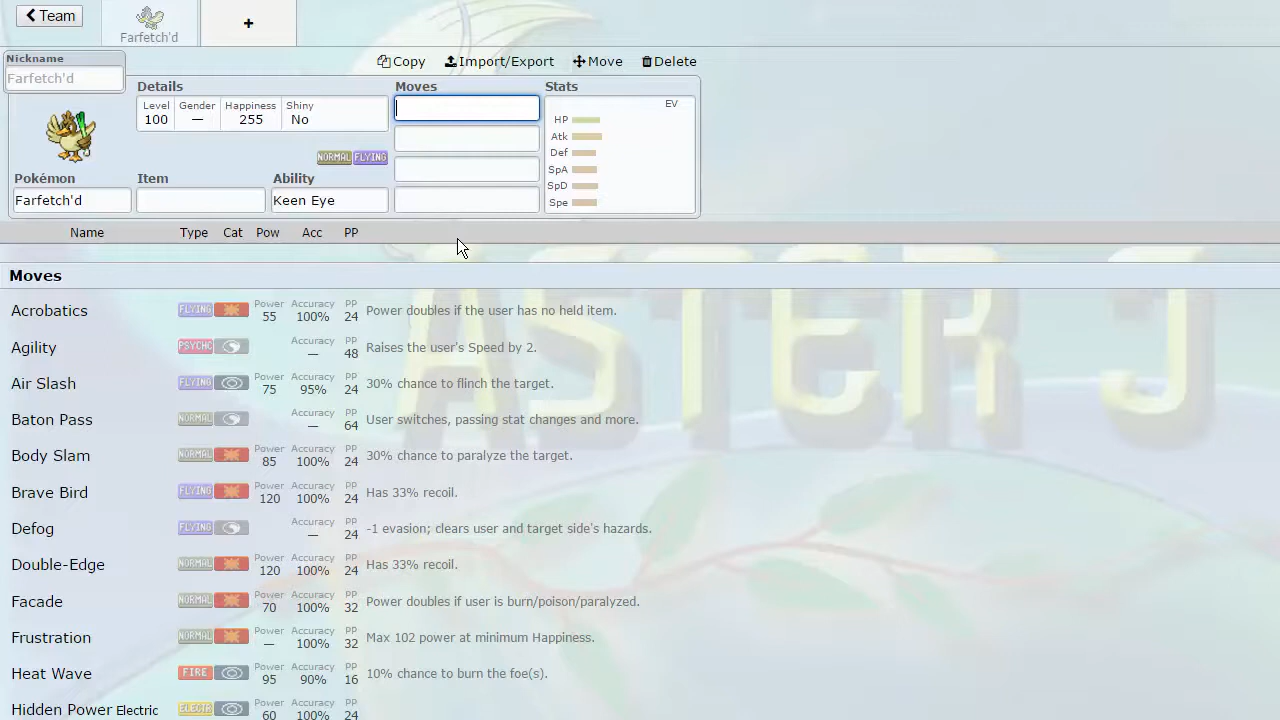 Team
Farfetch'd
+
Nickname
Farfetch'd
Copy Import/Export Move Delete
Details
Moves
Stats
Level Gender Happiness Shiny
100 — 255 No
EV
HP
Atk
Def
SpA
SpD
Spe
NORMAL FLYING
Pokémon Item Ability
Farfetch'd Keen Eye
Name Type Cat Pow Acc PP
ASTER J
Moves
Acrobatics FLYING Power 55 Accuracy 100% PP 24 Power doubles if the user has no held item.
Agility PSYCHC Accuracy — PP 48 Raises the user's Speed by 2.
Air Slash FLYING Power 75 Accuracy 95% PP 24 30% chance to flinch the target.
Baton Pass NORMAL Accuracy — PP 64 User switches, passing stat changes and more.
Body Slam NORMAL Power 85 Accuracy 100% PP 24 30% chance to paralyze the target.
Brave Bird FLYING Power 120 Accuracy 100% PP 24 Has 33% recoil.
Defog FLYING Accuracy — PP 24 -1 evasion; clears user and target side's hazards.
Double-Edge NORMAL Power 120 Accuracy 100% PP 24 Has 33% recoil.
Facade NORMAL Power 70 Accuracy 100% PP 32 Power doubles if user is burn/poison/paralyzed.
Frustration NORMAL Power — Accuracy 100% PP 32 Max 102 power at minimum Happiness.
Heat Wave FIRE Power 95 Accuracy 90% PP 16 10% chance to burn the foe(s).
Hidden Power Electric ELECTR Power 60 Accuracy 100% PP 24